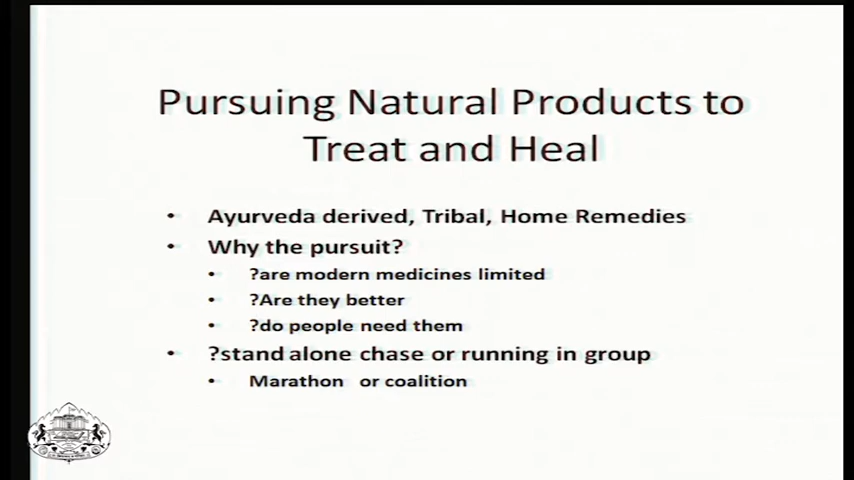 Pursuing Natural Products to
Treat and Heal
• Ayurveda derived, Tribal, Home Remedies
• Why the pursuit?
• ?are modern medicines limited
• ?Are they better
• ?do people need them
• ?stand alone chase or running in group
• Marathon or coalition